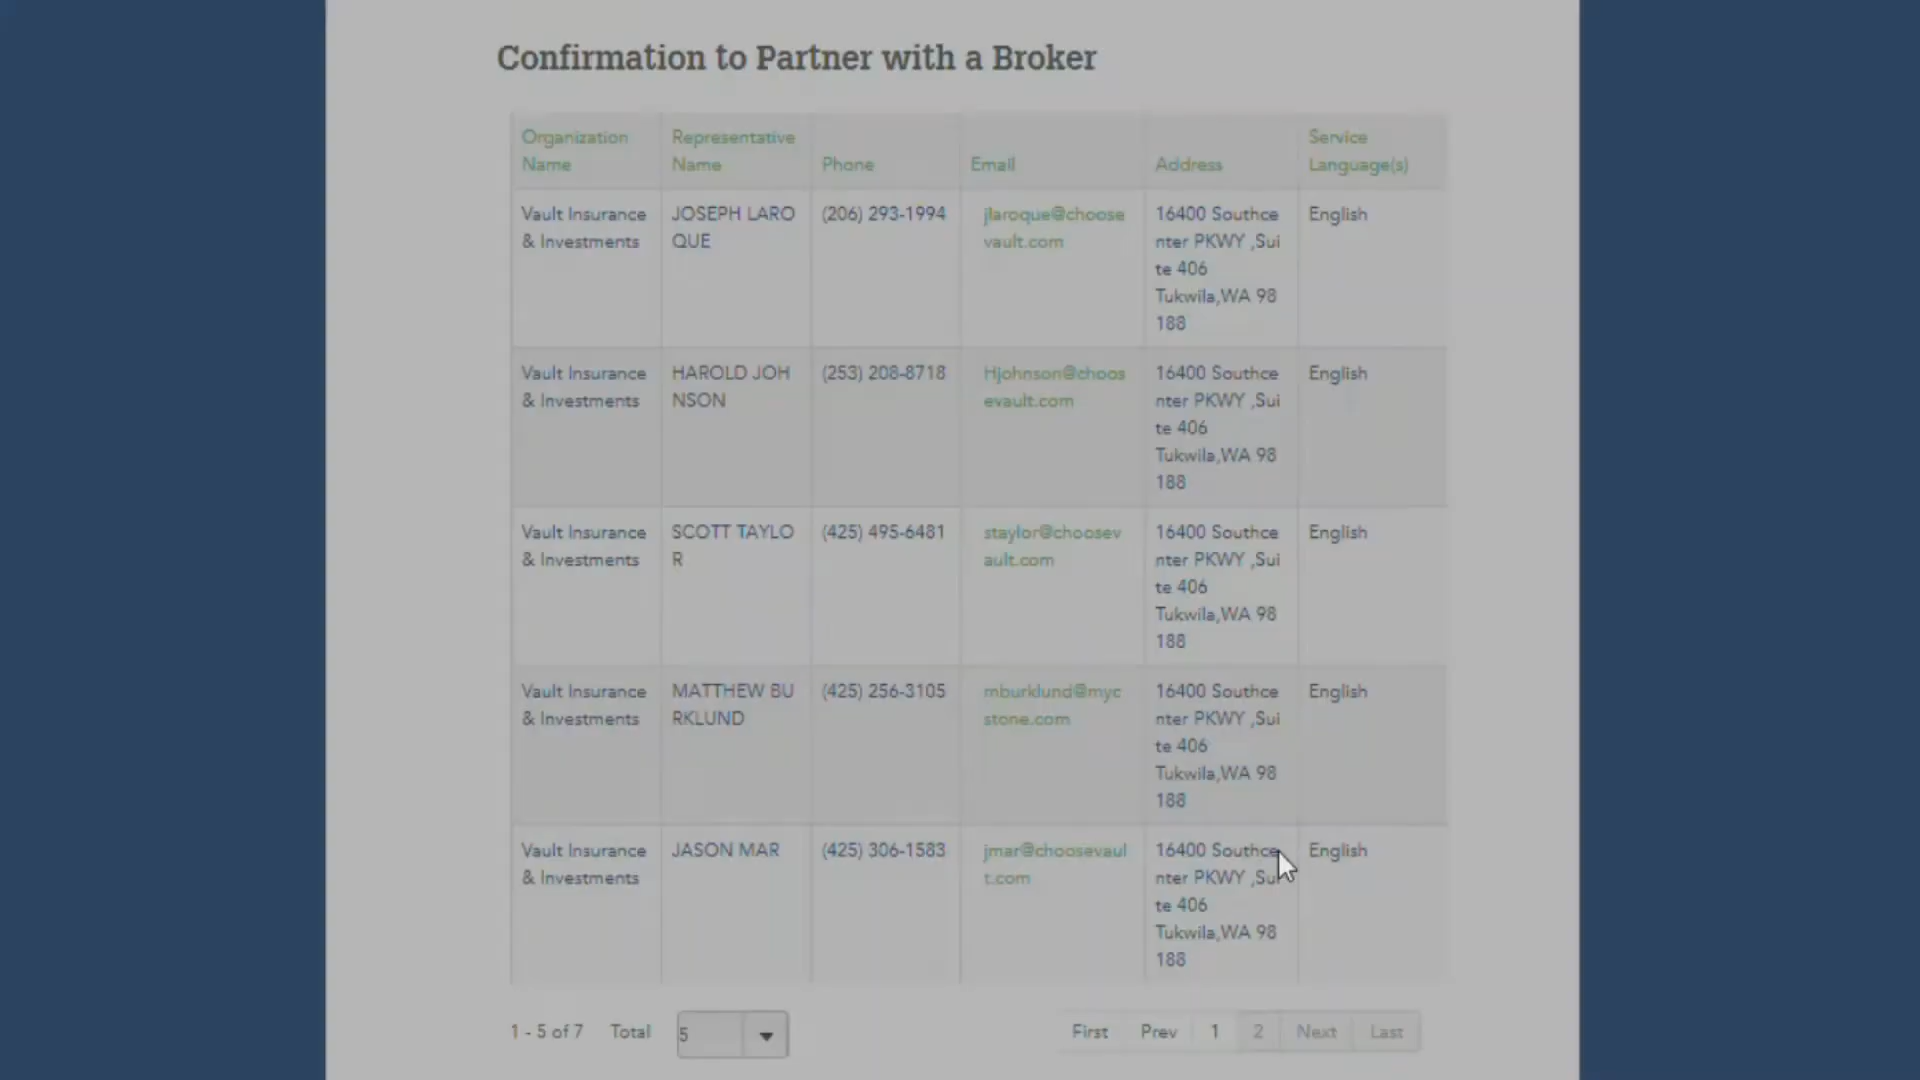 Confirmation to Partner with a Broker
Organization
Name
Representative
Name
Phone
Email
Address
Service
Language(s)
Vault Insurance
& Investments
JOSEPH LARO
QUE
(206) 293-1994
jlaroque@choose
vault.com
16400 Southce
nter PKWY ,Sui
te 406
Tukwila,WA 98
188
English
Vault Insurance
& Investments
HAROLD JOH
NSON
(253) 208-8718
Hjohnson@choos
evault.com
16400 Southce
nter PKWY ,Sui
te 406
Tukwila,WA 98
188
English
Vault Insurance
& Investments
SCOTT TAYLO
R
(425) 495-6481
staylor@choosev
ault.com
16400 Southce
nter PKWY ,Sui
te 406
Tukwila,WA 98
188
English
Vault Insurance
& Investments
MATTHEW BU
RKLUND
(425) 256-3105
mburklund@myc
stone.com
16400 Southce
nter PKWY ,Sui
te 406
Tukwila,WA 98
188
English
Vault Insurance
& Investments
JASON MAR
(425) 306-1583
jmar@choosevaul
t.com
16400 Southce
nter PKWY ,Sui
te 406
Tukwila,WA 98
188
English
1 - 5 of 7 Total 5 First Prev 1 2 Next Last